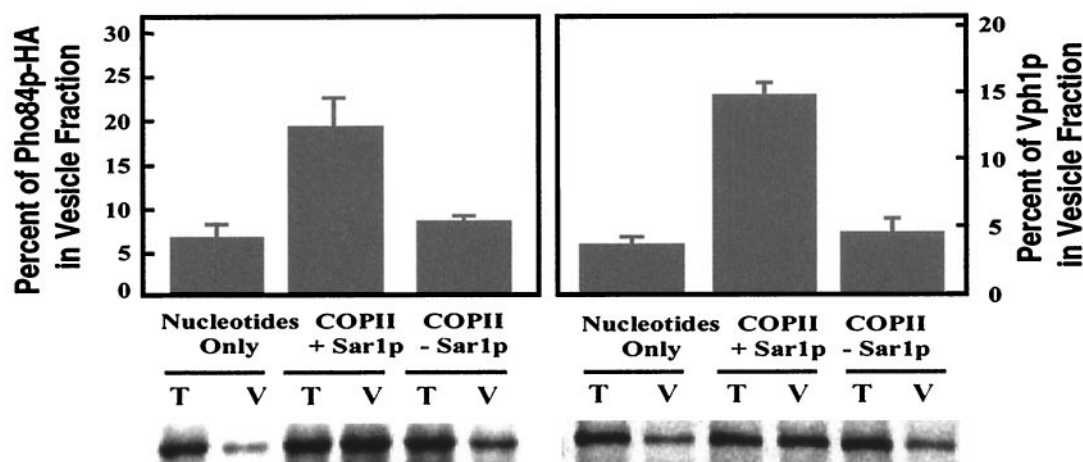 Percent of Pho84p-HA
in Vesicle Fraction
30
25
20
15
10
5
0
Nucleotides
Only
COPII
+ Sar1p
COPII
- Sar1p
T V T V T V
20
15
10
5
0
Percent of Vph1p
in Vesicle Fraction
Nucleotides
Only
COPII
+ Sar1p
COPII
- Sar1p
T V T V T V